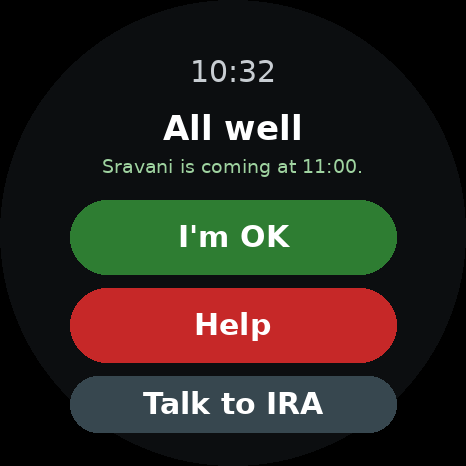 10:32
All well
Sravani is coming at 11:00.
I'm OK
Help
Talk to IRA